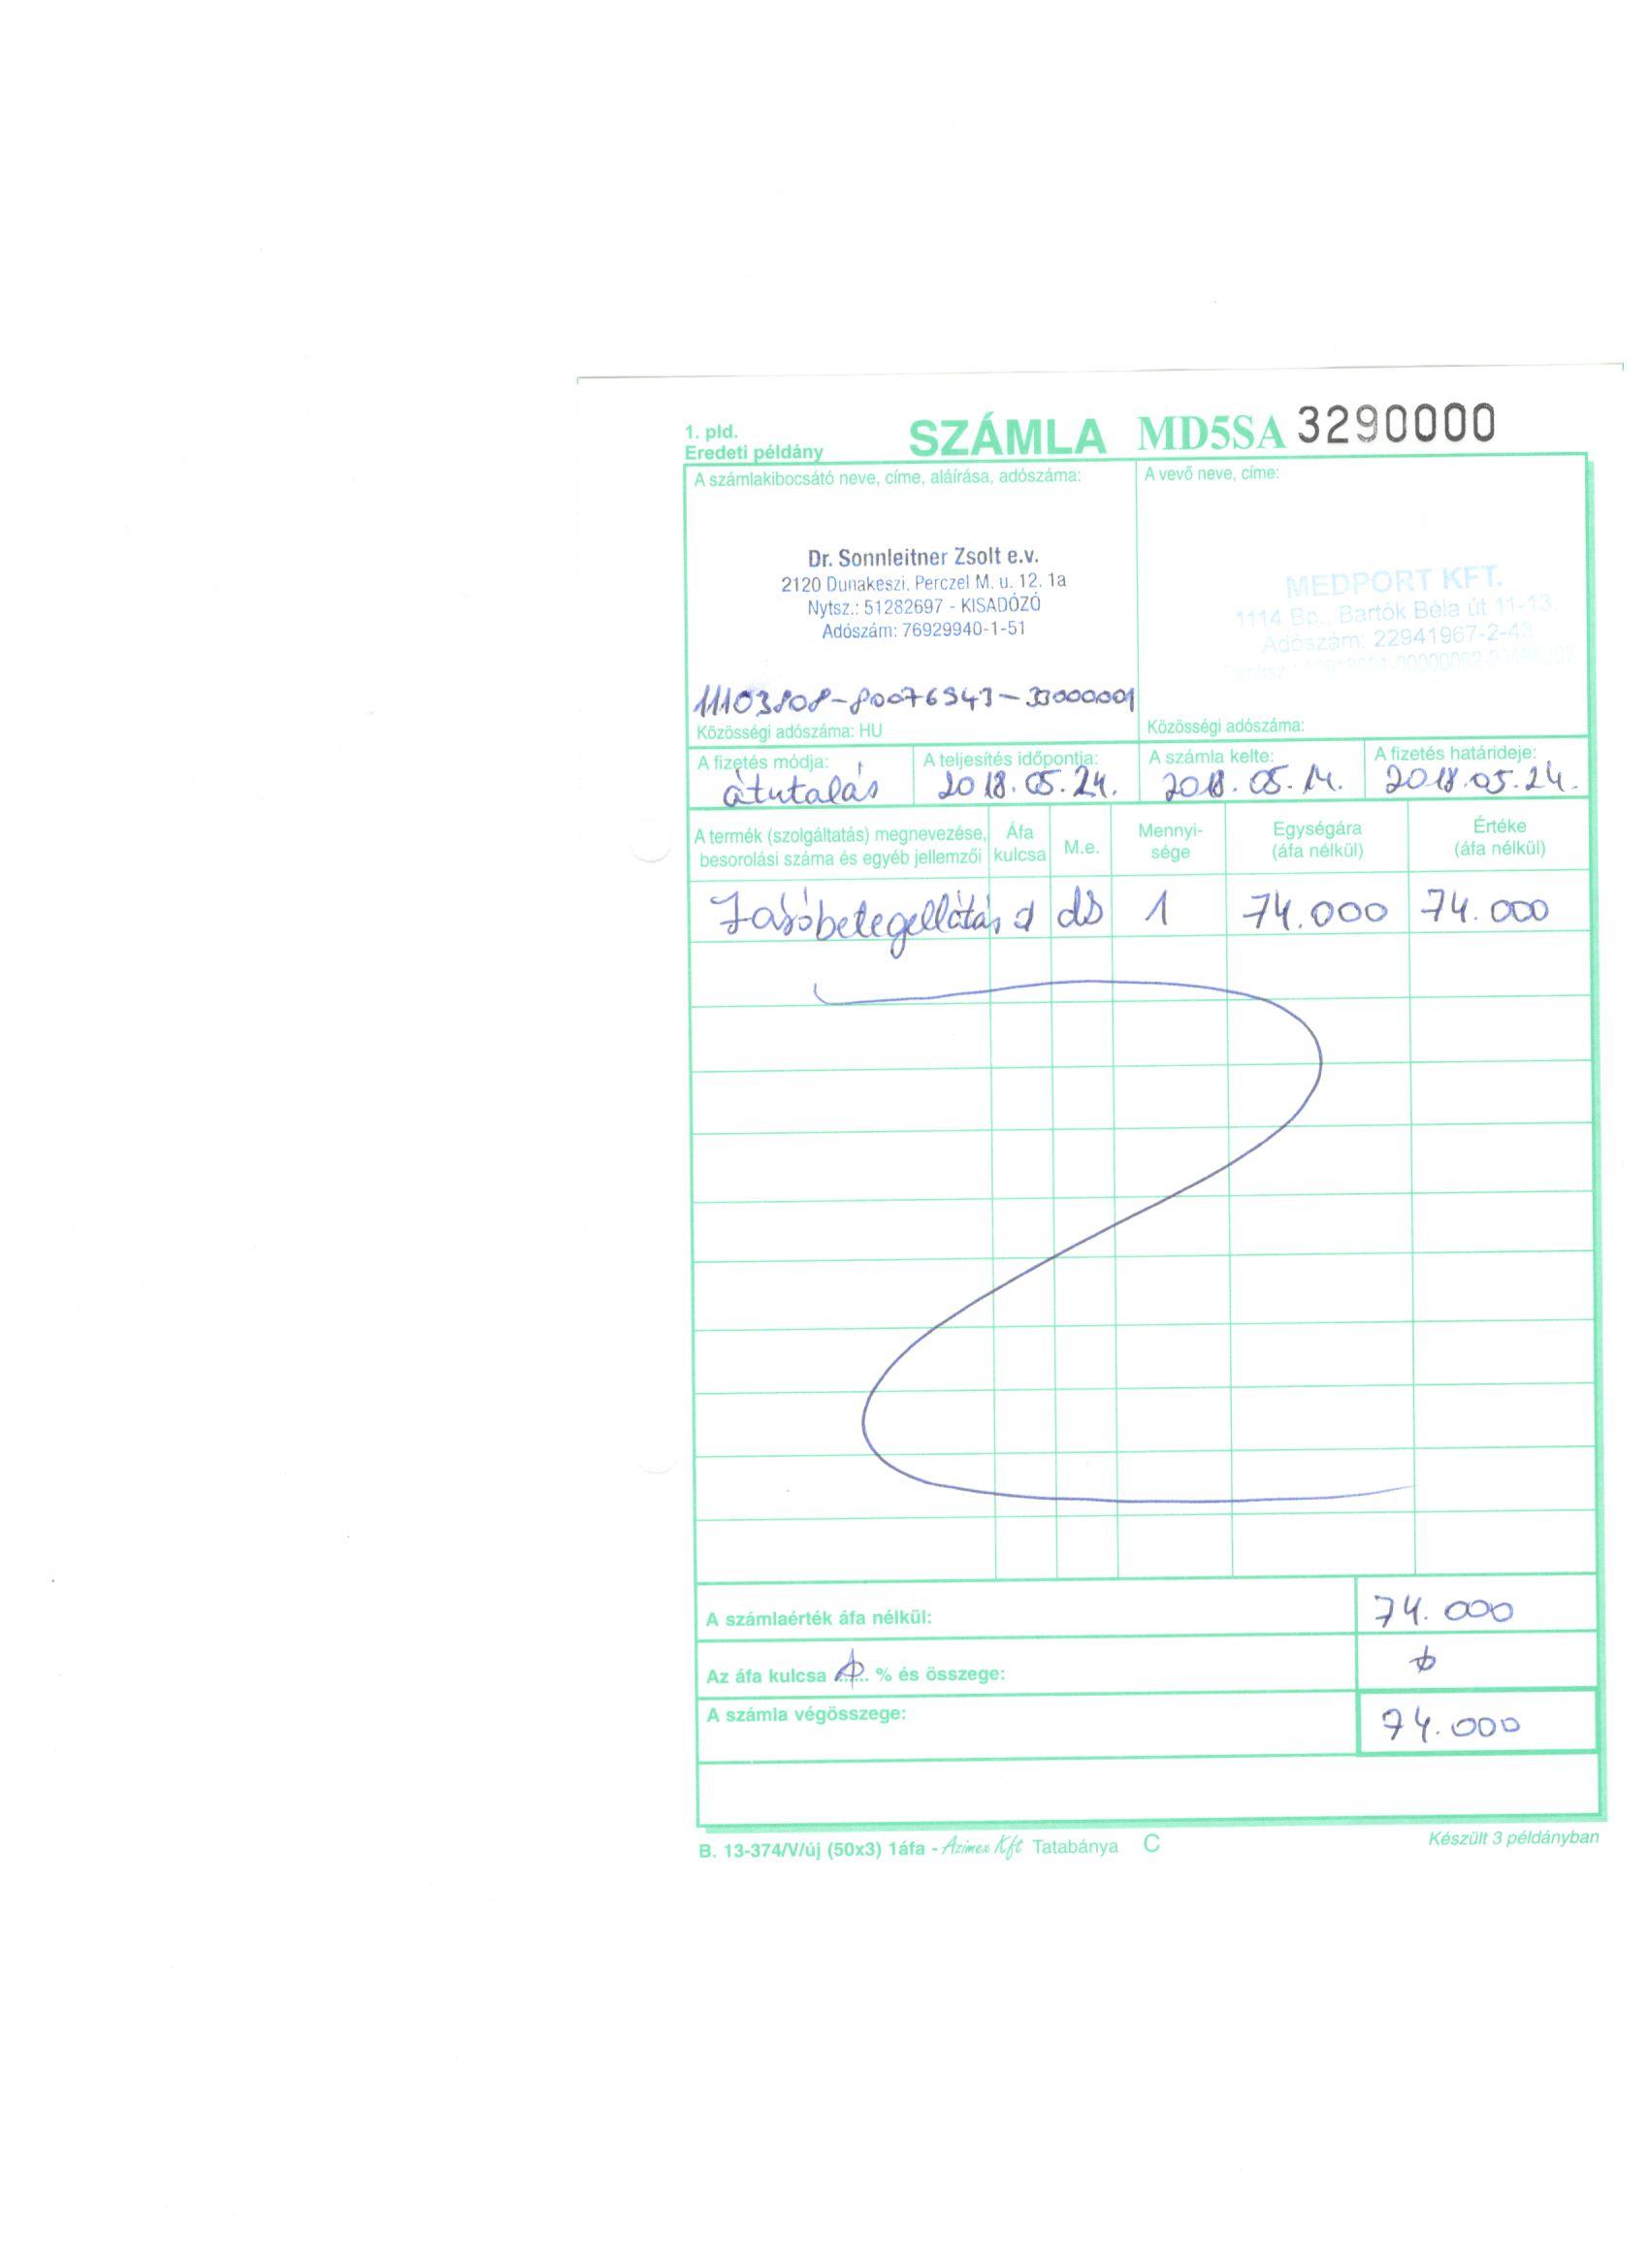 1. pld.
Eredeti példány
SZÁMLA MD5SA 3290000
A számlakibocsátó neve, címe, aláírása, adószáma:
Dr. Sonnleitner Zsolt e.v.
2120 Dunakeszi, Perczel M. u. 12. 1a
Nytsz.: 51282697 - KISADÓZÓ
Adószám: 76929940-1-51
11103808-80076943-33000001
Közösségi adószáma: HU
A vevő neve, címe:
MEDPORT KFT.
1114 Bp., Bartók Béla út 11-13.
Adószám: 22941967-2-43
Közösségi adószáma:
A fizetés módja: A teljesítés időpontja: A számla kelte: A fizetés határideje:
átutalás 2018.05.24. 2018.05.14. 2018.05.24.
A termék (szolgáltatás) megnevezése, besorolási száma és egyéb jellemzői Áfa kulcsa M.e. Mennyisége Egységára (áfa nélkül) Értéke (áfa nélkül)
Járóbetegellátás db 1 74.000 74.000
A számlaérték áfa nélkül: 74.000
Az áfa kulcsa % és összege:
A számla végösszege: 74.000
B. 13-374/V/új (50x3) 1áfa - Azimex Kft Tatabánya C
Készült 3 példányban